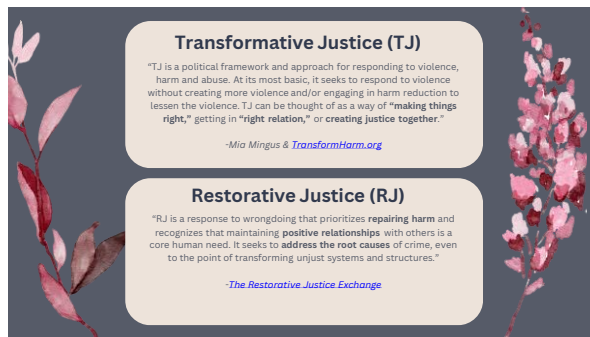 Transformative Justice (TJ)
“TJ is a political framework and approach for responding to violence,
harm and abuse. At its most basic, it seeks to respond to violence
without creating more violence and/or engaging in harm reduction to
lessen the violence. TJ can be thought of as a way of “making things
right,” getting in “right relation,” or creating justice together.”
-Mia Mingus & TransformHarm.org
Restorative Justice (RJ)
“RJ is a response to wrongdoing that prioritizes repairing harm and
recognizes that maintaining positive relationships with others is a
core human need. It seeks to address the root causes of crime, even
to the point of transforming unjust systems and structures.”
-The Restorative Justice Exchange